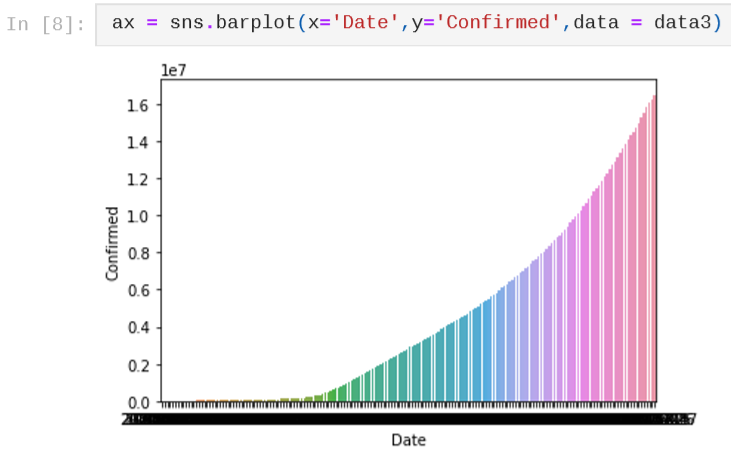 In [8]: ax = sns.barplot(x='Date',y='Confirmed',data = data3)
1e7
1.6
1.4
1.2
1.0
0.8
0.6
0.4
0.2
0.0
Confirmed
Date